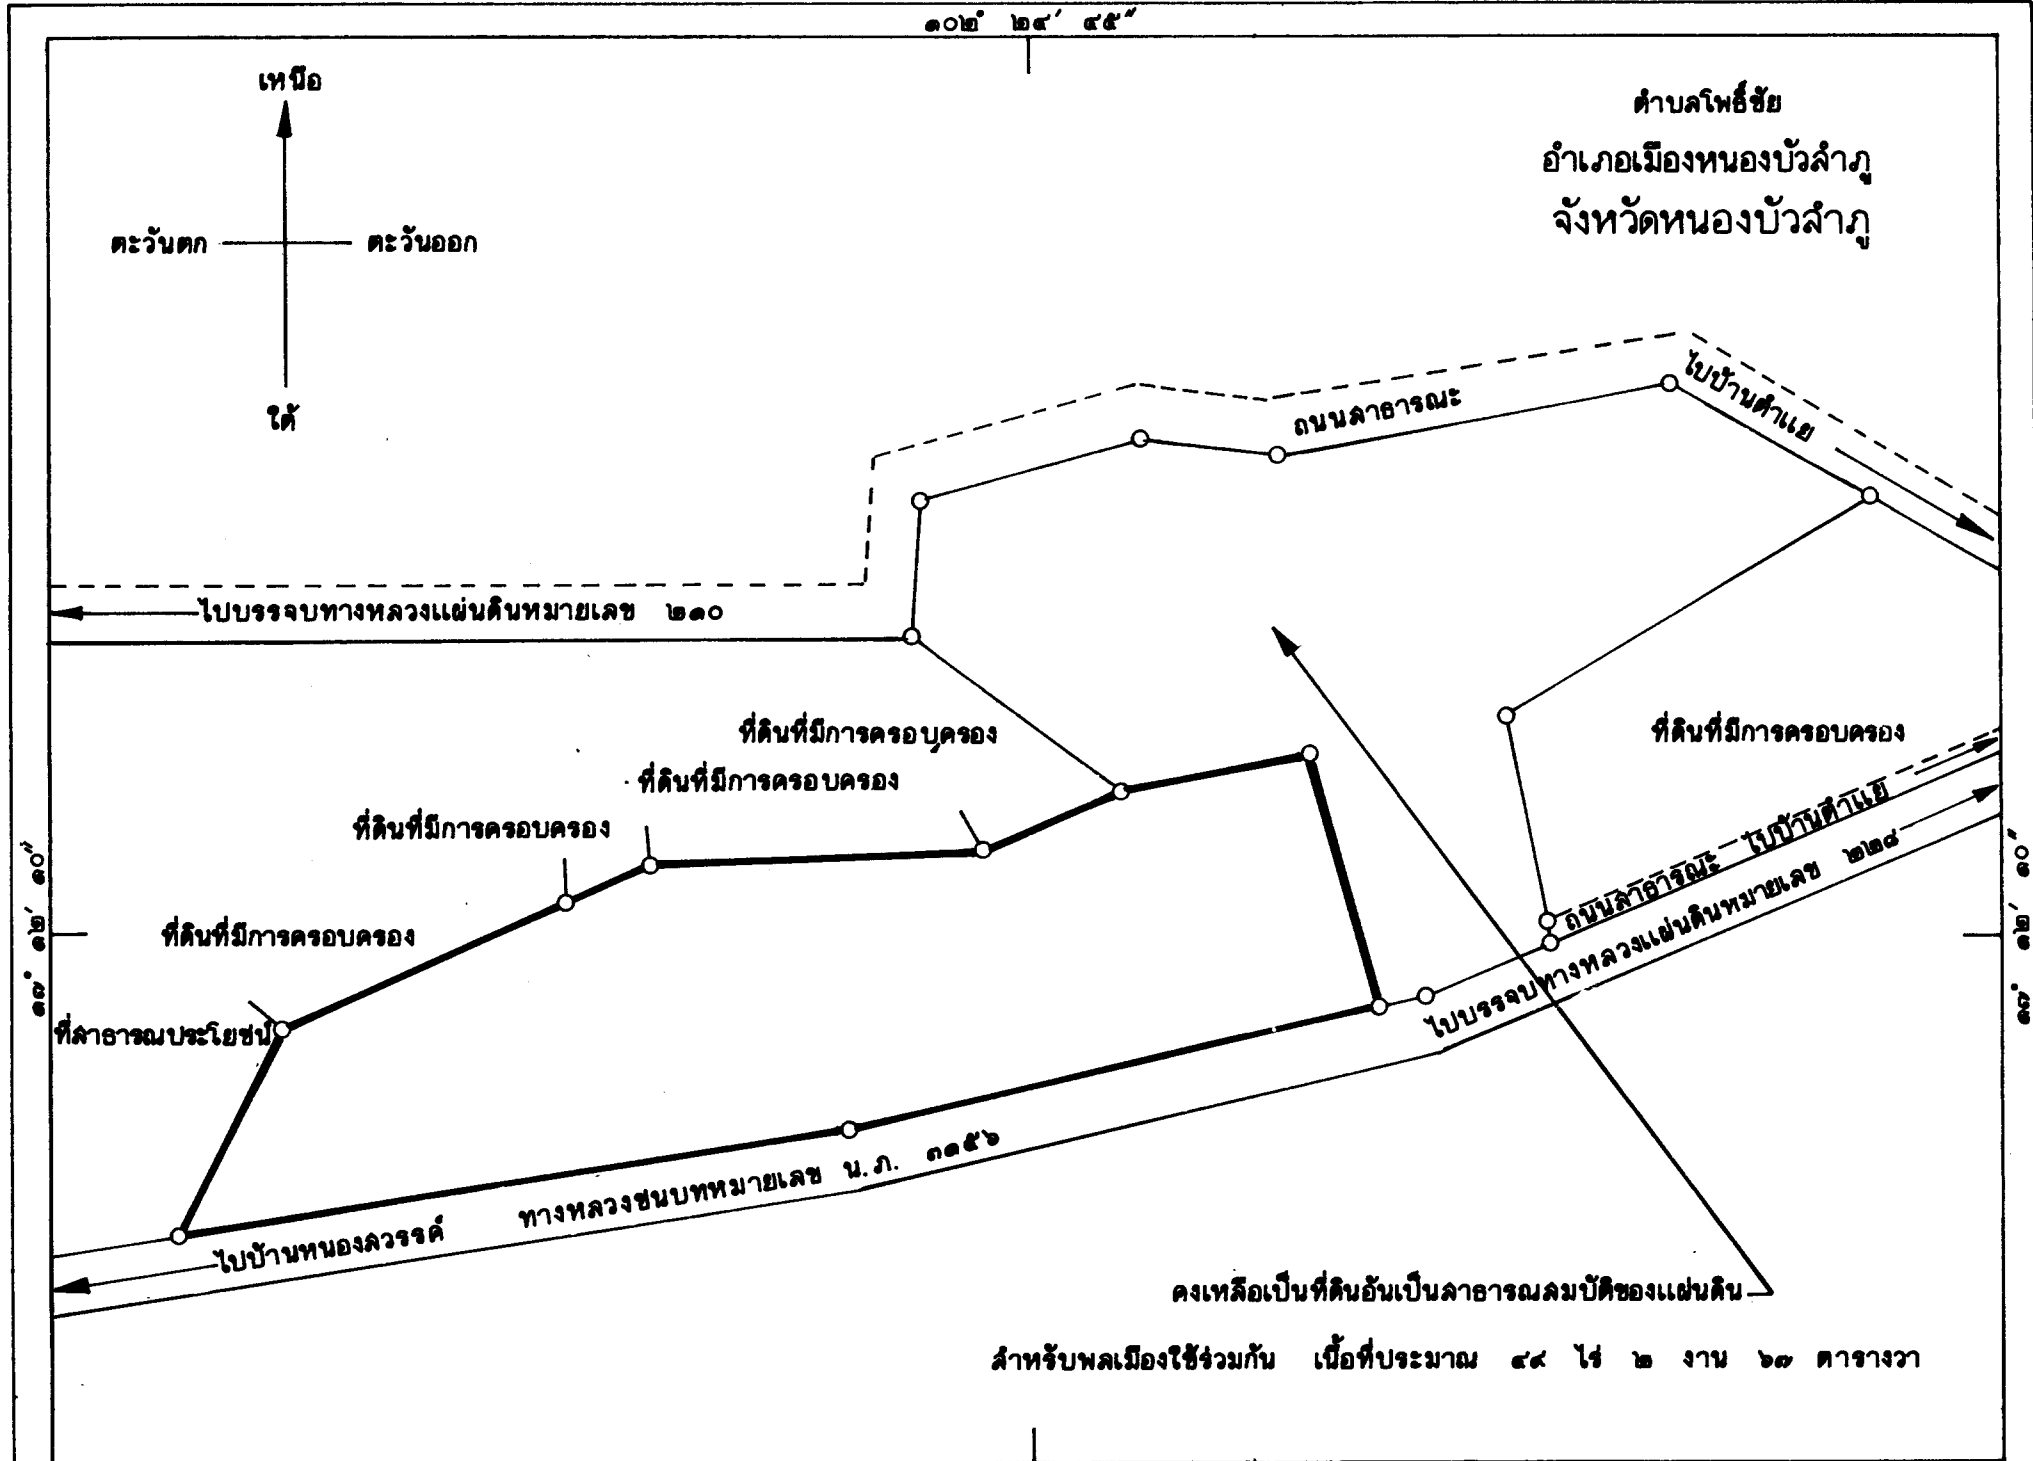 ๑๐๒° ๒๔′ ๔๕″
เหนือ
ตะวันตก
ตะวันออก
ใต้
ตำบลโพธิ์ชัย
อำเภอเมืองหนองบัวลำภู
จังหวัดหนองบัวลำภู
ถนนสาธารณะ
ไปบ้านตำแย
ไปบรรจบทางหลวงแผ่นดินหมายเลข ๒๑๐
ที่ดินที่มีการครอบครอง
ที่ดินที่มีการครอบครอง
ที่ดินที่มีการครอบครอง
ที่ดินที่มีการครอบครอง
ที่ดินที่มีการครอบครอง
ที่สาธารณประโยชน์
ถนนสาธารณะ ไปบ้านตำแย
ไปบรรจบทางหลวงแผ่นดินหมายเลข ๒๒๘
๑๗° ๑๒′ ๑๐″
๑๗° ๑๒′ ๑๐″
ทางหลวงชนบทหมายเลข น.ภ. ๓๑๕๖
ไปบ้านหนองสวรรค์
คงเหลือเป็นที่ดินอันเป็นสาธารณสมบัติของแผ่นดิน
สำหรับพลเมืองใช้ร่วมกัน เนื้อที่ประมาณ ๔๙ ไร่ ๒ งาน ๖๗ ตารางวา